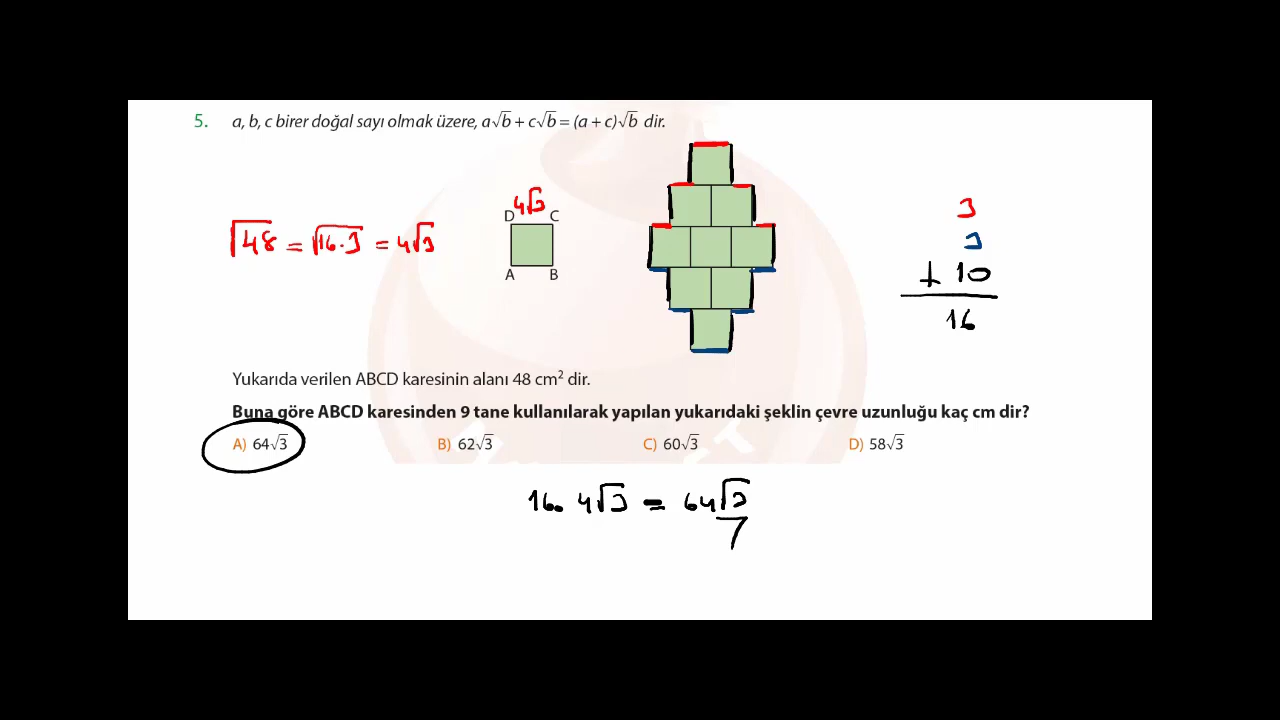 5. a, b, c birer doğal sayı olmak üzere, a√b + c√b = (a + c)√b dir.
4√3
D C
√48 = √16·3 = 4√3
A B
3
3
+ 10
16
Yukarıda verilen ABCD karesinin alanı 48 cm² dir.
Buna göre ABCD karesinden 9 tane kullanılarak yapılan yukarıdaki şeklin çevre uzunluğu kaç cm dir?
A) 64√3 B) 62√3 C) 60√3 D) 58√3
16. 4√3 = 64√3